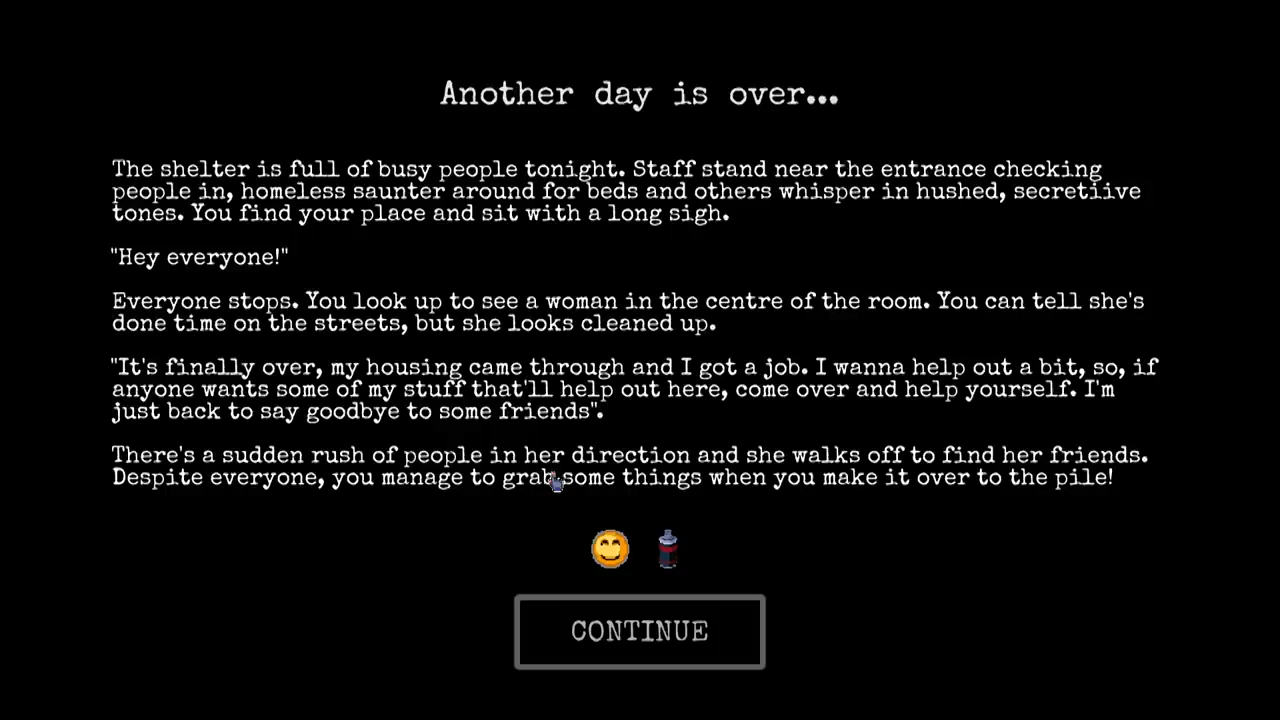 Another day is over...
The shelter is full of busy people tonight. Staff stand near the entrance checking
people in, homeless saunter around for beds and others whisper in hushed, secretiive
tones. You find your place and sit with a long sigh.
"Hey everyone!"
Everyone stops. You look up to see a woman in the centre of the room. You can tell she's
done time on the streets, but she looks cleaned up.
"It's finally over, my housing came through and I got a job. I wanna help out a bit, so, if
anyone wants some of my stuff that'll help out here, come over and help yourself. I'm
just back to say goodbye to some friends".
There's a sudden rush of people in her direction and she walks off to find her friends.
Despite everyone, you manage to grab some things when you make it over to the pile!
CONTINUE